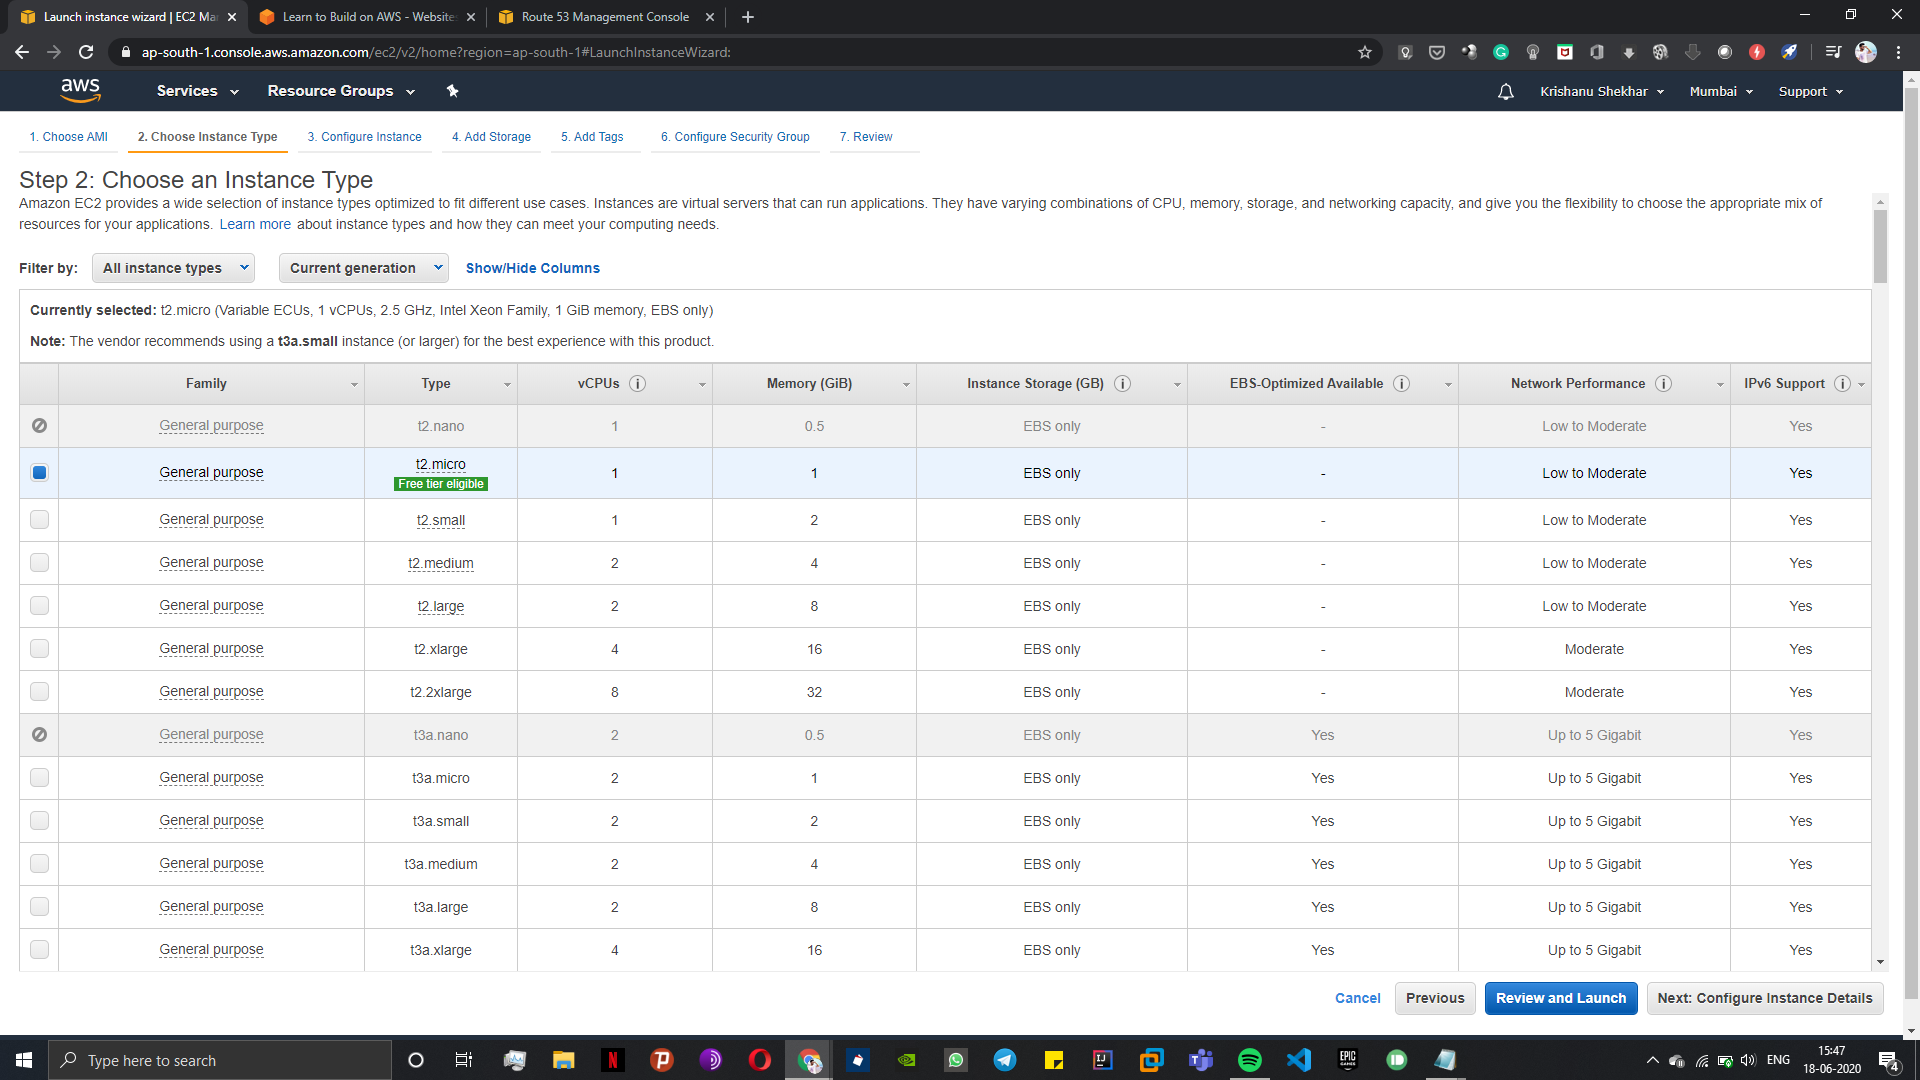 Launch instance wizard | EC2 Ma
Learn to Build on AWS - Websites
Route 53 Management Console
ap-south-1.console.aws.amazon.com/ec2/v2/home?region=ap-south-1#LaunchInstanceWizard:
aws Services Resource Groups Krishanu Shekhar Mumbai Support
1. Choose AMI 2. Choose Instance Type 3. Configure Instance 4. Add Storage 5. Add Tags 6. Configure Security Group 7. Review
Step 2: Choose an Instance Type
Amazon EC2 provides a wide selection of instance types optimized to fit different use cases. Instances are virtual servers that can run applications. They have varying combinations of CPU, memory, storage, and networking capacity, and give you the flexibility to choose the appropriate mix of
resources for your applications. Learn more about instance types and how they can meet your computing needs.
Filter by: All instance types Current generation Show/Hide Columns
Currently selected: t2.micro (Variable ECUs, 1 vCPUs, 2.5 GHz, Intel Xeon Family, 1 GiB memory, EBS only)
Note: The vendor recommends using a t3a.small instance (or larger) for the best experience with this product.
Family Type vCPUs i Memory (GiB) Instance Storage (GB) i EBS-Optimized Available i Network Performance i IPv6 Support i
General purpose t2.nano 1 0.5 EBS only - Low to Moderate Yes
General purpose t2.micro 1 1 EBS only - Low to Moderate Yes
Free tier eligible
General purpose t2.small 1 2 EBS only - Low to Moderate Yes
General purpose t2.medium 2 4 EBS only - Low to Moderate Yes
General purpose t2.large 2 8 EBS only - Low to Moderate Yes
General purpose t2.xlarge 4 16 EBS only - Moderate Yes
General purpose t2.2xlarge 8 32 EBS only - Moderate Yes
General purpose t3a.nano 2 0.5 EBS only Yes Up to 5 Gigabit Yes
General purpose t3a.micro 2 1 EBS only Yes Up to 5 Gigabit Yes
General purpose t3a.small 2 2 EBS only Yes Up to 5 Gigabit Yes
General purpose t3a.medium 2 4 EBS only Yes Up to 5 Gigabit Yes
General purpose t3a.large 2 8 EBS only Yes Up to 5 Gigabit Yes
General purpose t3a.xlarge 4 16 EBS only Yes Up to 5 Gigabit Yes
Cancel Previous Review and Launch Next: Configure Instance Details
Type here to search
EPIC GAMES
ENG
15:47
18-06-2020
4